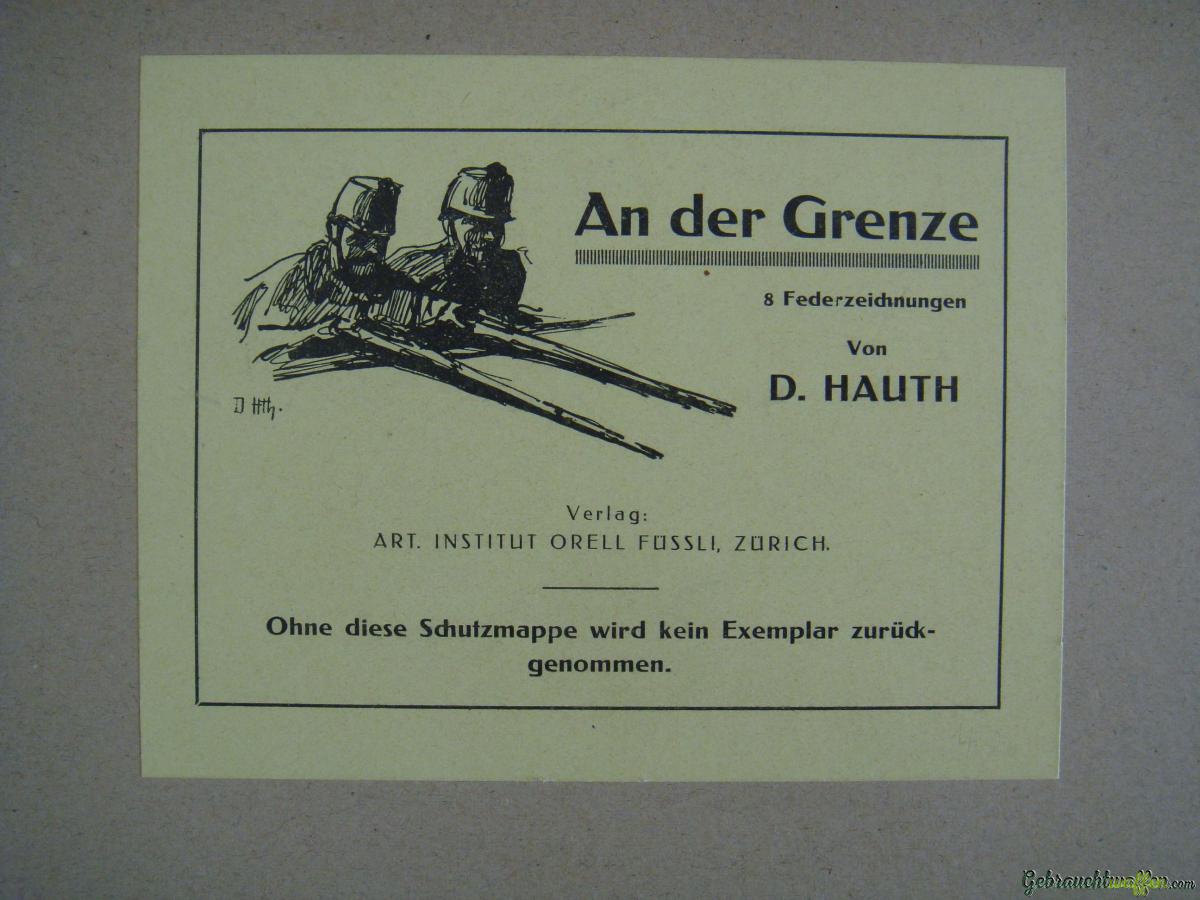 An der Grenze
8 Federzeichnungen
Von
D. HAUTH
D Hth.
Verlag:
ART. INSTITUT ORELL FÜSSLI, ZÜRICH.
Ohne diese Schutzmappe wird kein Exemplar zurück-
genommen.
Gebrauchtwaffen.com